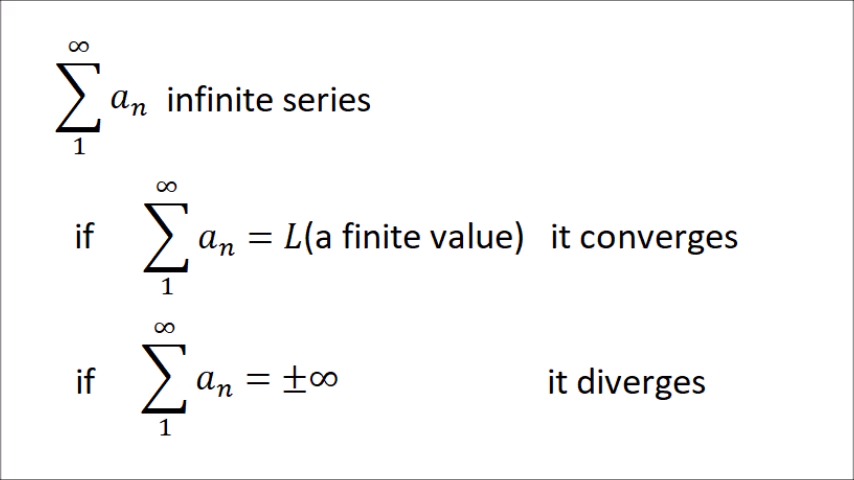 ∞
∑ aₙ infinite series
1
∞
if ∑ aₙ = L(a finite value) it converges
1
∞
if ∑ aₙ = ±∞ it diverges
1